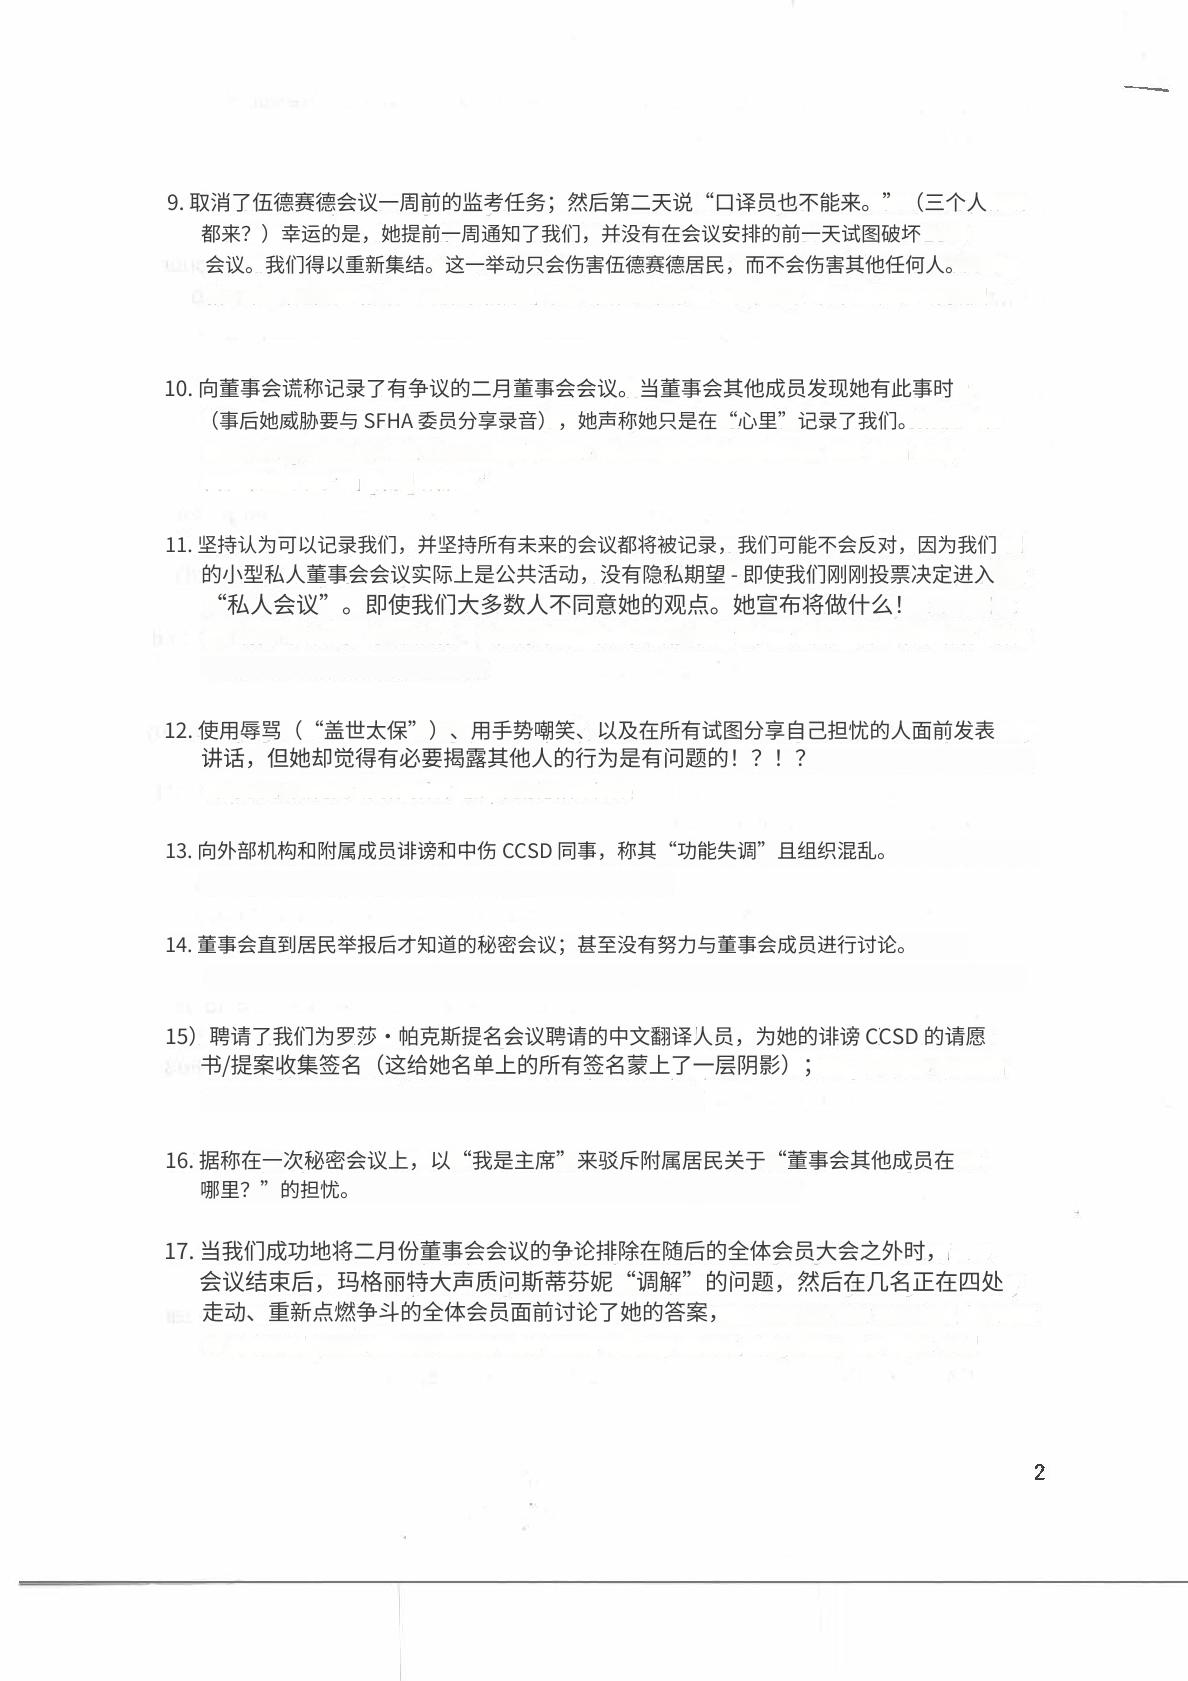 9. 取消了伍德赛德会议一周前的监考任务；然后第二天说“口译员也不能来。”（三个人
都来？）幸运的是，她提前一周通知了我们，并没有在会议安排的前一天试图破坏
会议。我们得以重新集结。这一举动只会伤害伍德赛德居民，而不会伤害其他任何人。
10. 向董事会谎称记录了有争议的二月董事会会议。当董事会其他成员发现她有此事时
（事后她威胁要与 SFHA 委员分享录音），她声称她只是在“心里”记录了我们。
11. 坚持认为可以记录我们，并坚持所有未来的会议都将被记录，我们可能不会反对，因为我们
的小型私人董事会会议实际上是公共活动，没有隐私期望 - 即使我们刚刚投票决定进入
“私人会议”。即使我们大多数人不同意她的观点。她宣布将做什么！
12. 使用辱骂（“盖世太保”）、用手势嘲笑、以及在所有试图分享自己担忧的人面前发表
讲话，但她却觉得有必要揭露其他人的行为是有问题的！？！？
13. 向外部机构和附属成员诽谤和中伤 CCSD 同事，称其“功能失调”且组织混乱。
14. 董事会直到居民举报后才知道的秘密会议；甚至没有努力与董事会成员进行讨论。
15）聘请了我们为罗莎·帕克斯提名会议聘请的中文翻译人员，为她的诽谤 CCSD 的请愿
书/提案收集签名（这给她名单上的所有签名蒙上了一层阴影）；
16. 据称在一次秘密会议上，以“我是主席”来驳斥附属居民关于“董事会其他成员在
哪里？”的担忧。
17. 当我们成功地将二月份董事会会议的争论排除在随后的全体会员大会之外时，
会议结束后，玛格丽特大声质问斯蒂芬妮“调解”的问题，然后在几名正在四处
走动、重新点燃争斗的全体会员面前讨论了她的答案，
2